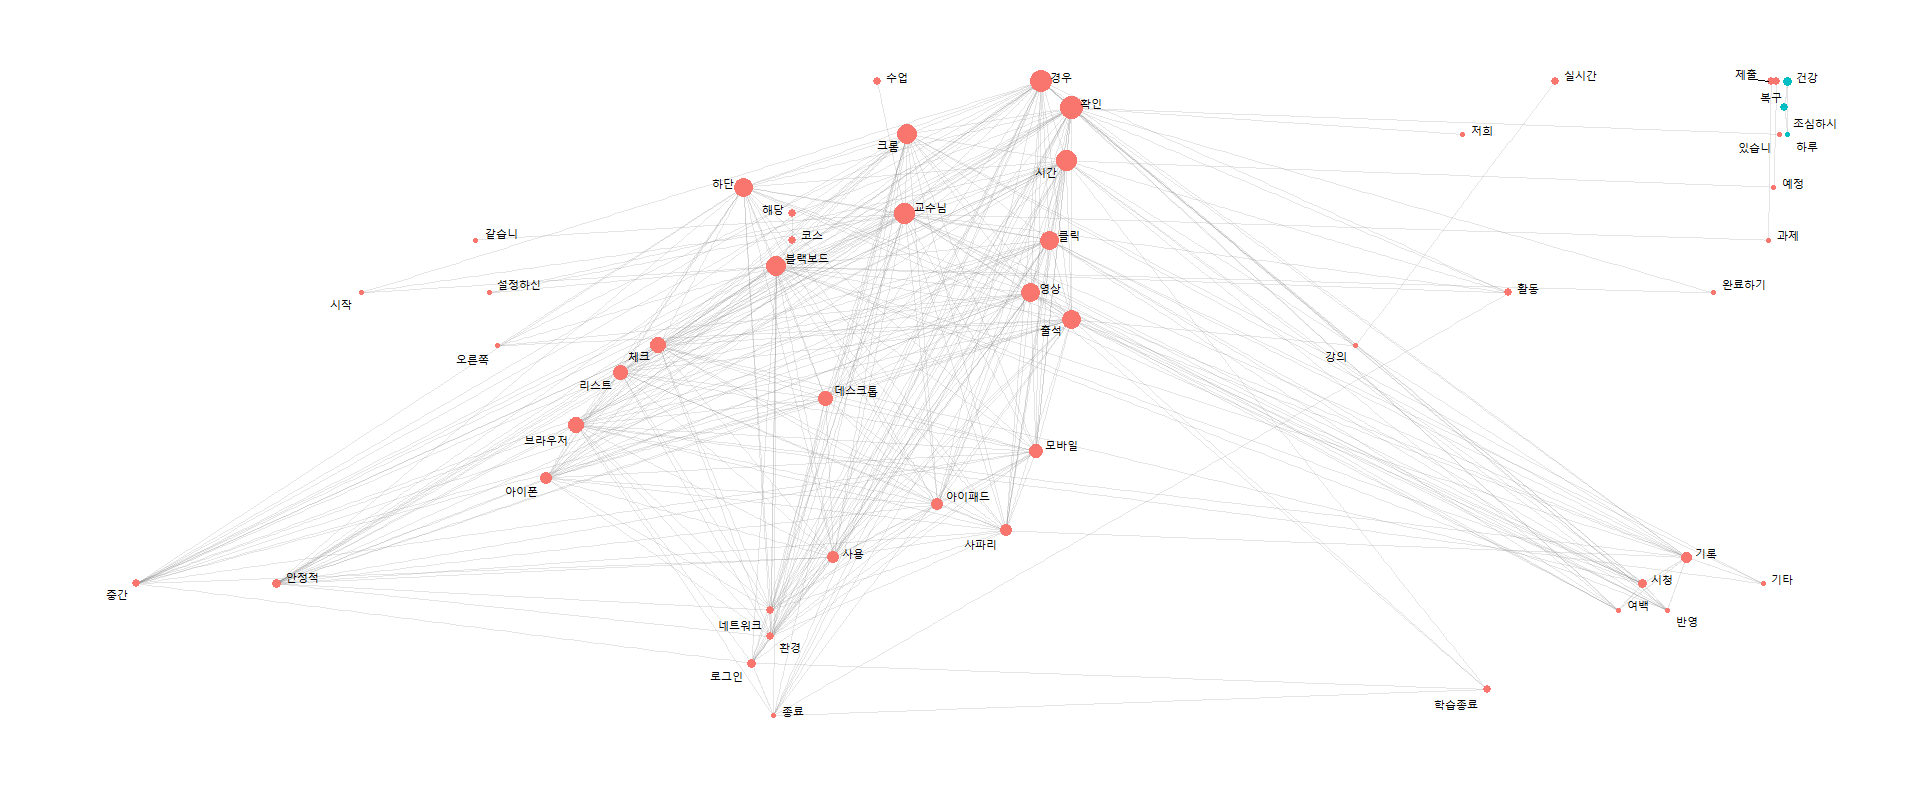 수업
경우
실시간
제출
건강
확인
복구
크롬
저희
조심하시
있습니
하루
시간
하단
예정
해당
교수님
같습니
코스
클릭
과제
블랙보드
시작
설정하신
영상
활동
완료하기
출석
오른쪽
체크
강의
리스트
데스크톱
브라우저
모바일
아이폰
아이패드
사파리
사용
기록
중간
안정적
시청
기타
여백
반영
네트워크
환경
로그인
종료
학습종료